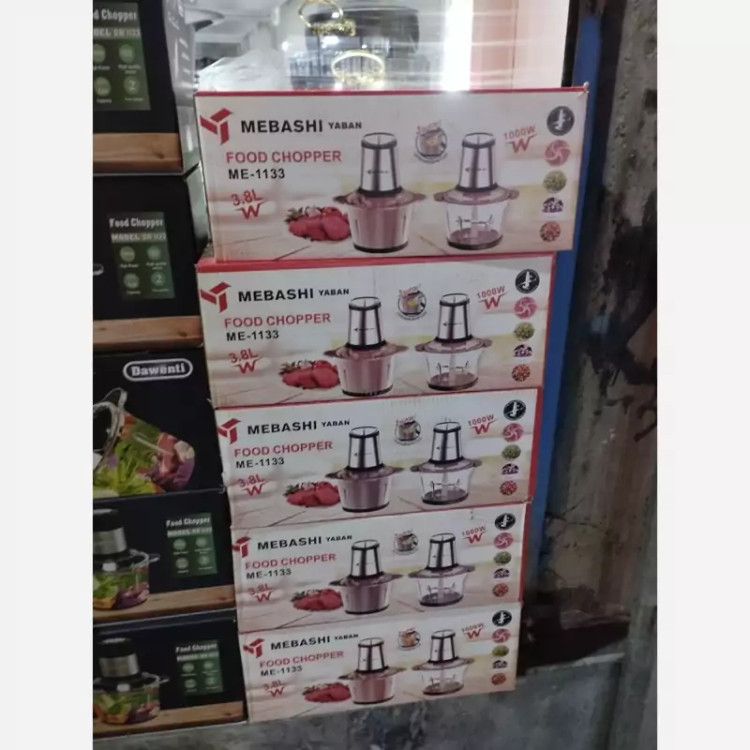 MEBASHI YABAN
FOOD CHOPPER
ME-1133
3.8L
1000W
MEBASHI YABAN
FOOD CHOPPER
ME-1133
3.8L
1000W
MEBASHI YABAN
FOOD CHOPPER
ME-1133
3.8L
1000W
MEBASHI YABAN
FOOD CHOPPER
ME-1133
3.8L
1000W
MEBASHI YABAN
FOOD CHOPPER
ME-1133
3.8L
1000W
d Chopper
Food Chopper
Dawenti
Food Chopper
Food Chopper